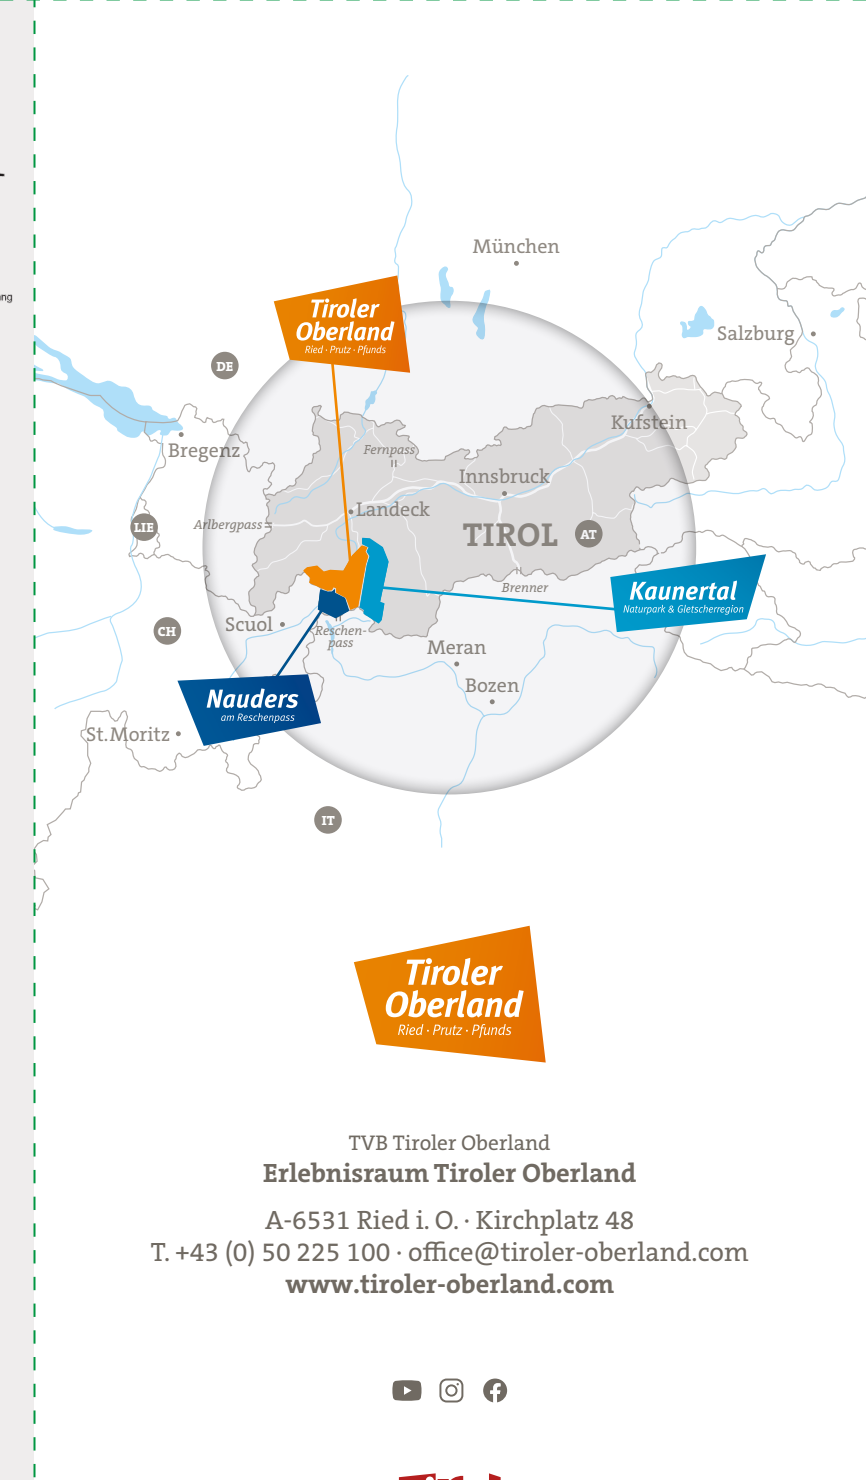 München
Tiroler
Oberland
Ried · Prutz · Pfunds
Salzburg
DE
Kufstein
Bregenz
Fernpass
Innsbruck
Landeck
LIE
Arlbergpass
TIROL
AT
Brenner
Kaunertal
Naturpark & Gletscherregion
Scuol
CH
Reschen-
pass
Meran
Bozen
Nauders
am Reschenpass
St.Moritz
IT
Tiroler
Oberland
Ried · Prutz · Pfunds
TVB Tiroler Oberland
Erlebnisraum Tiroler Oberland
A-6531 Ried i. O. · Kirchplatz 48
T. +43 (0) 50 225 100 · office@tiroler-oberland.com
www.tiroler-oberland.com